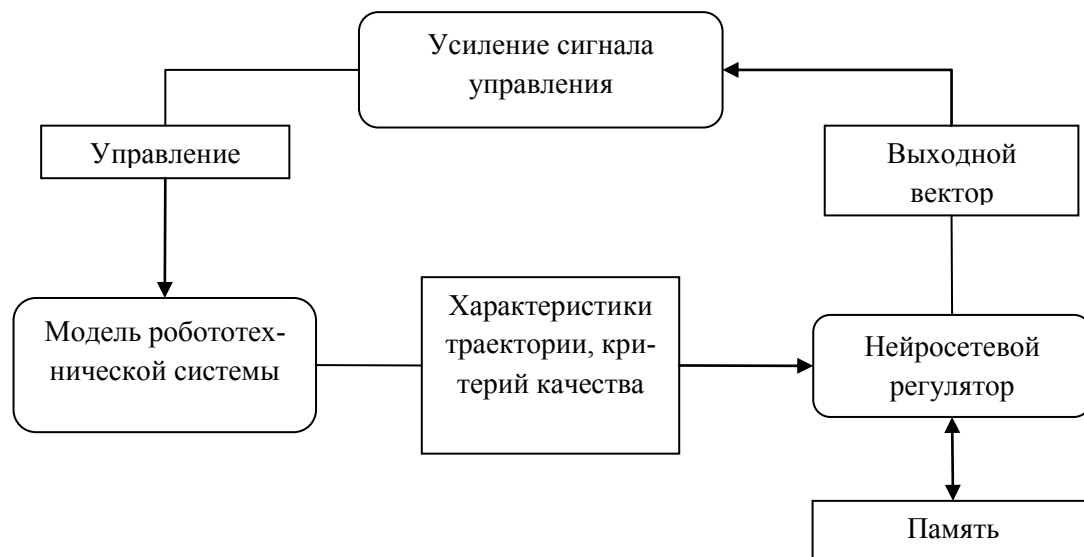 Усиление сигнала
управления
Управление
Выходной
вектор
Модель робототех-
нической системы
Характеристики
траектории, кри-
терий качества
Нейросетевой
регулятор
Память